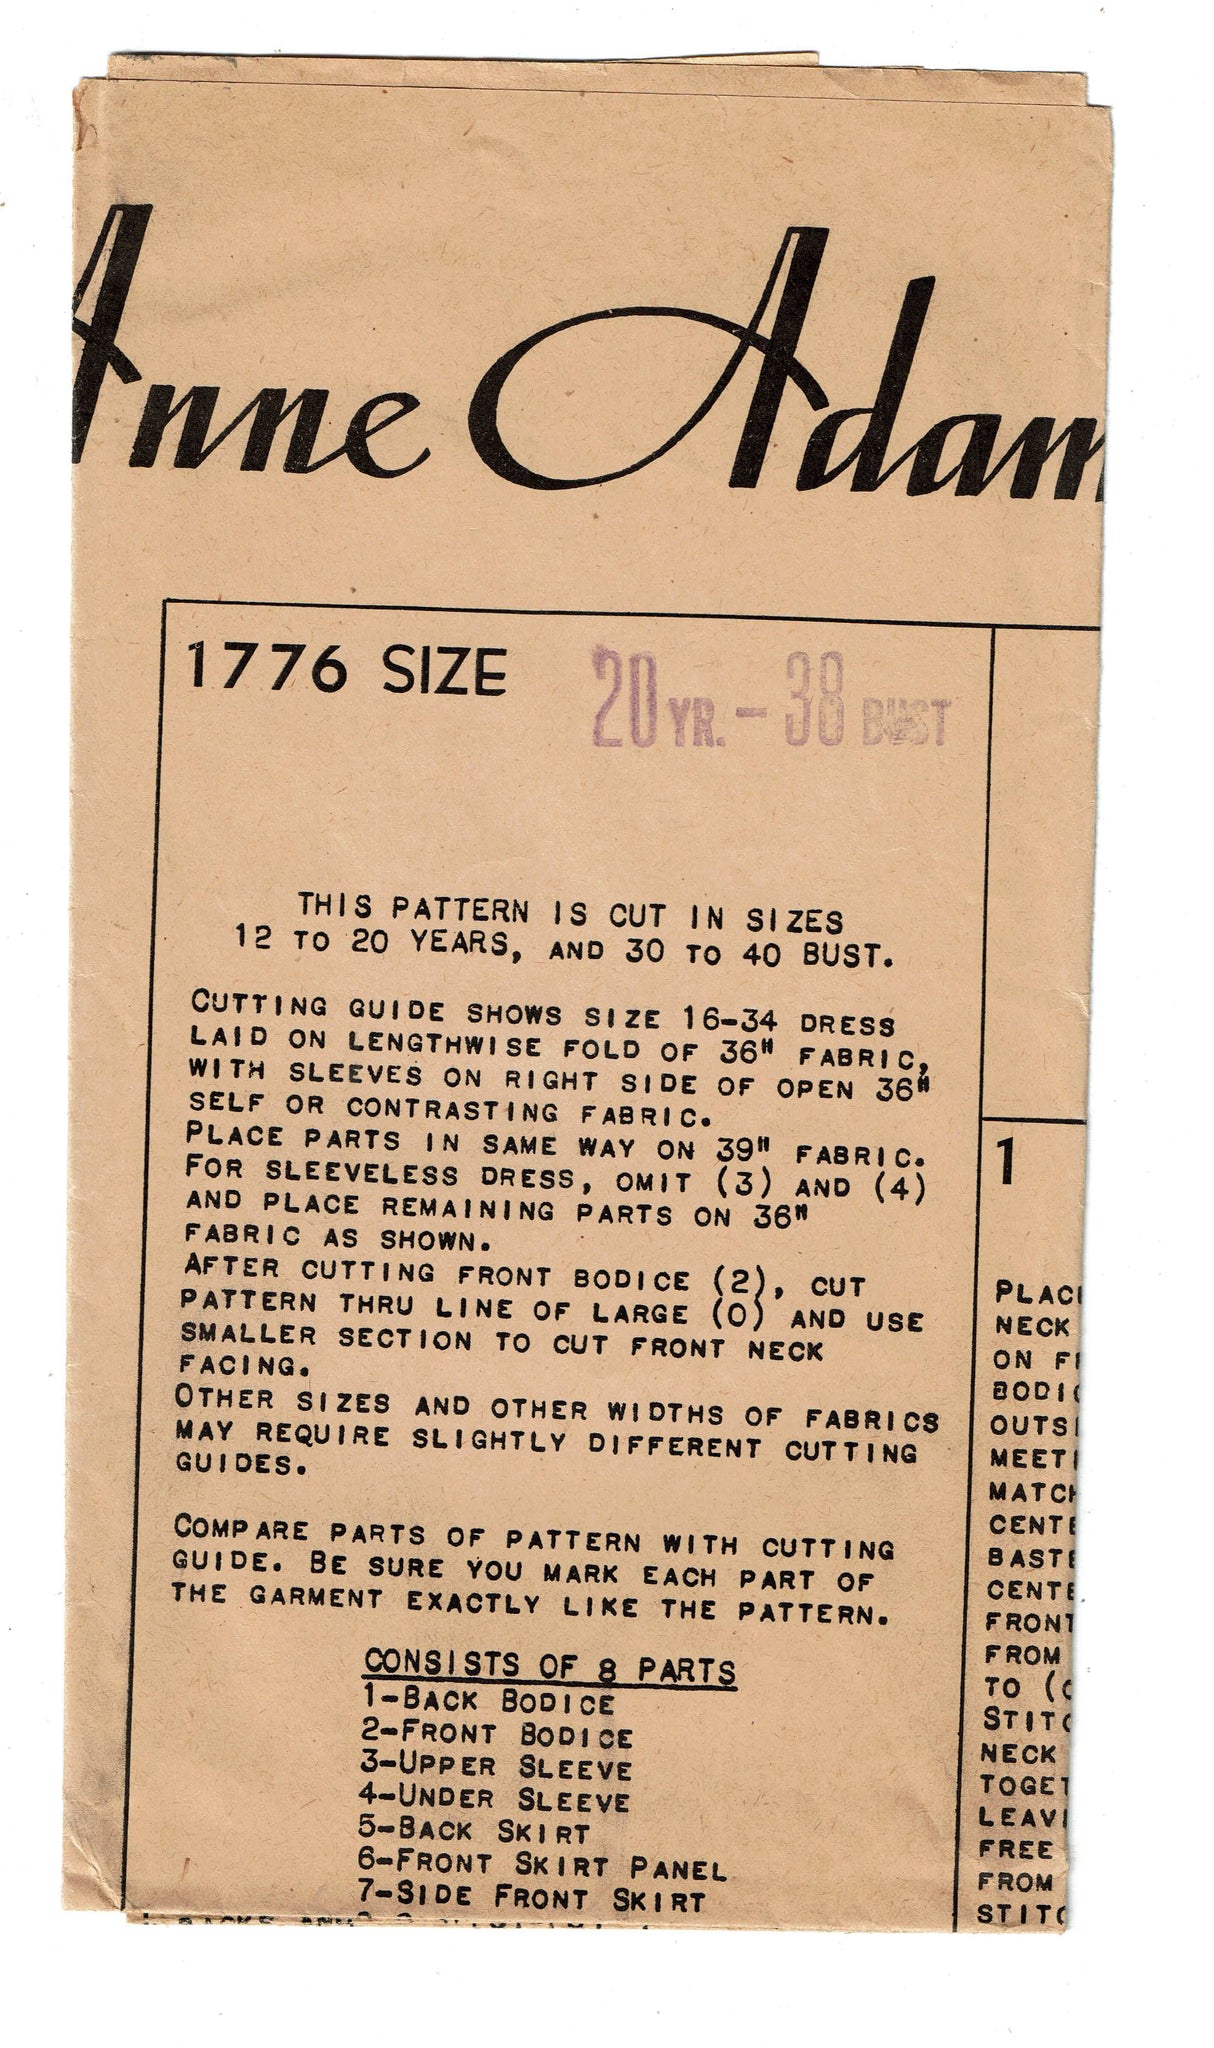 Anne Adam
1776 SIZE 20 YR. - 38 BUST
THIS PATTERN IS CUT IN SIZES
12 TO 20 YEARS, AND 30 TO 40 BUST.
CUTTING GUIDE SHOWS SIZE 16-34 DRESS
LAID ON LENGTHWISE FOLD OF 36" FABRIC,
WITH SLEEVES ON RIGHT SIDE OF OPEN 36"
SELF OR CONTRASTING FABRIC.
PLACE PARTS IN SAME WAY ON 39" FABRIC.
FOR SLEEVELESS DRESS, OMIT (3) AND (4)
AND PLACE REMAINING PARTS ON 36"
FABRIC AS SHOWN.
AFTER CUTTING FRONT BODICE (2), CUT
PATTERN THRU LINE OF LARGE (O) AND USE
SMALLER SECTION TO CUT FRONT NECK
FACING.
OTHER SIZES AND OTHER WIDTHS OF FABRICS
MAY REQUIRE SLIGHTLY DIFFERENT CUTTING
GUIDES.
COMPARE PARTS OF PATTERN WITH CUTTING
GUIDE. BE SURE YOU MARK EACH PART OF
THE GARMENT EXACTLY LIKE THE PATTERN.
CONSISTS OF 8 PARTS
1-BACK BODICE
2-FRONT BODICE
3-UPPER SLEEVE
4-UNDER SLEEVE
5-BACK SKIRT
6-FRONT SKIRT PANEL
7-SIDE FRONT SKIRT
1
PLAC
NECK
ON F
BODIC
OUTS
MEET
MATC
CENT
BAST
CENTE
FRONT
FROM
TO (
STIT
NECK
TOGET
LEAV
FREE
FROM
STIT